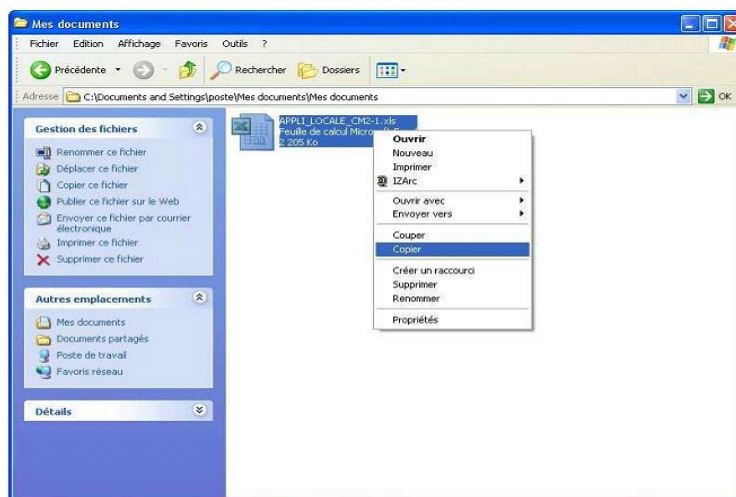 Mes documents
Fichier Edition Affichage Favoris Outils ?
Précédente Rechercher Dossiers
Adresse C:\Documents and Settings\poste\Mes documents\Mes documents OK
Gestion des fichiers
Renommer ce fichier
Déplacer ce fichier
Copier ce fichier
Publier ce fichier sur le Web
Envoyer ce fichier par courrier
électronique
Imprimer ce fichier
Supprimer ce fichier
Autres emplacements
Mes documents
Documents partagés
Poste de travail
Favoris réseau
Détails
APPLI_LOCALE_CM2-1.xls
Feuille de calcul
2 205 Ko
Ouvrir
Nouveau
Imprimer
IZArc
Ouvrir avec
Envoyer vers
Couper
Copier
Créer un raccourci
Supprimer
Renommer
Propriétés